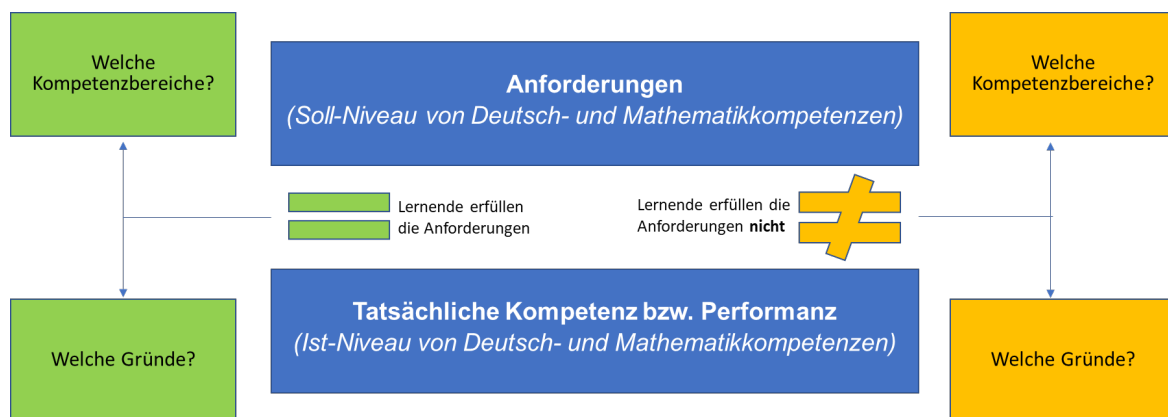 Welche
Kompetenzbereiche?
Anforderungen
(Soll-Niveau von Deutsch- und Mathematikkompetenzen)
Welche
Kompetenzbereiche?
Lernende erfüllen
die Anforderungen
Lernende erfüllen die
Anforderungen nicht
Welche Gründe?
Tatsächliche Kompetenz bzw. Performanz
(Ist-Niveau von Deutsch- und Mathematikkompetenzen)
Welche Gründe?